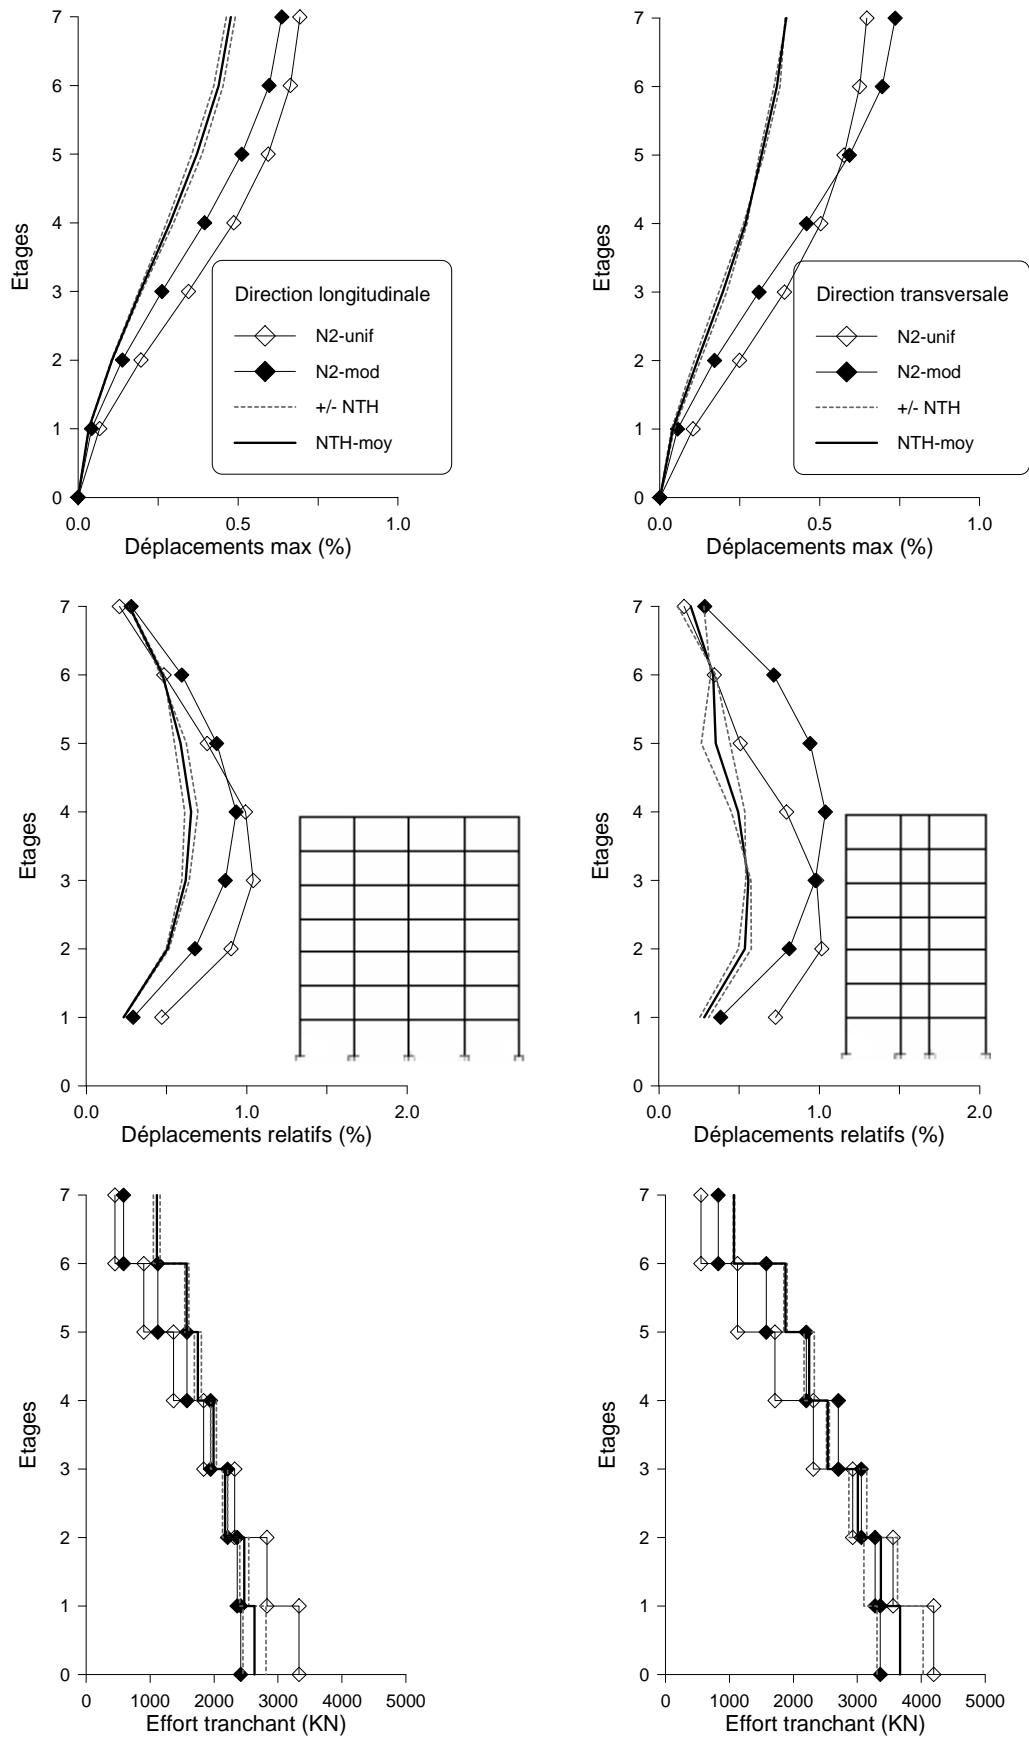 7
6
5
4
3
2
1
0
Etages
Direction longitudinale
N2-unif
N2-mod
+/- NTH
NTH-moy
0.0 0.5 1.0
Déplacements max (%)
7
6
5
4
3
2
1
0
Etages
Direction transversale
N2-unif
N2-mod
+/- NTH
NTH-moy
0.0 0.5 1.0
Déplacements max (%)
7
6
5
4
3
2
1
0
Etages
0.0 1.0 2.0
Déplacements relatifs (%)
7
6
5
4
3
2
1
0
Etages
0.0 1.0 2.0
Déplacements relatifs (%)
7
6
5
4
3
2
1
0
Etages
0 1000 2000 3000 4000 5000
Effort tranchant (KN)
7
6
5
4
3
2
1
0
Etages
0 1000 2000 3000 4000 5000
Effort tranchant (KN)